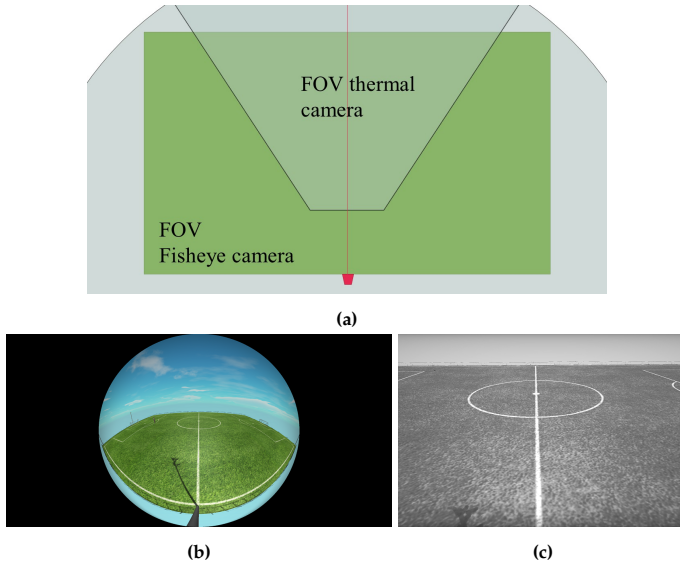 FOV thermal
camera
FOV
Fisheye camera
(a)
(b)
(c)